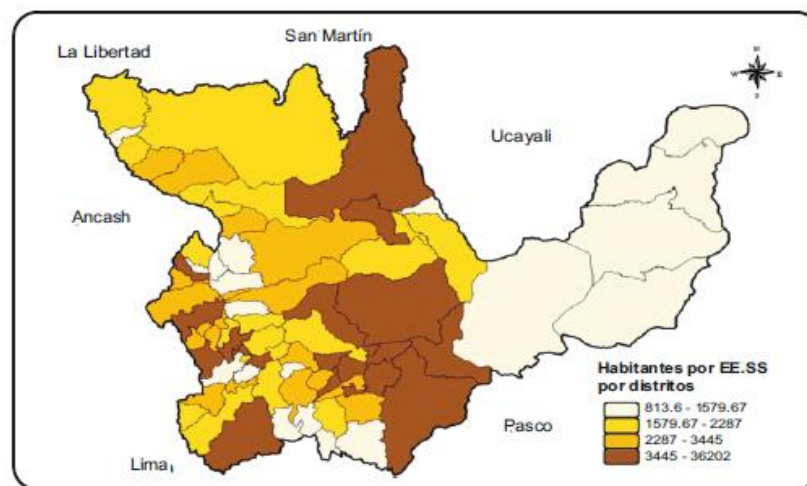 San Martín
La Libertad
N
W E
S
Ucayali
Ancash
Habitantes por EE.SS
por distritos
813.6 - 1579.67
1579.67 - 2287
2287 - 3445
3445 - 36202
Pasco
Lima